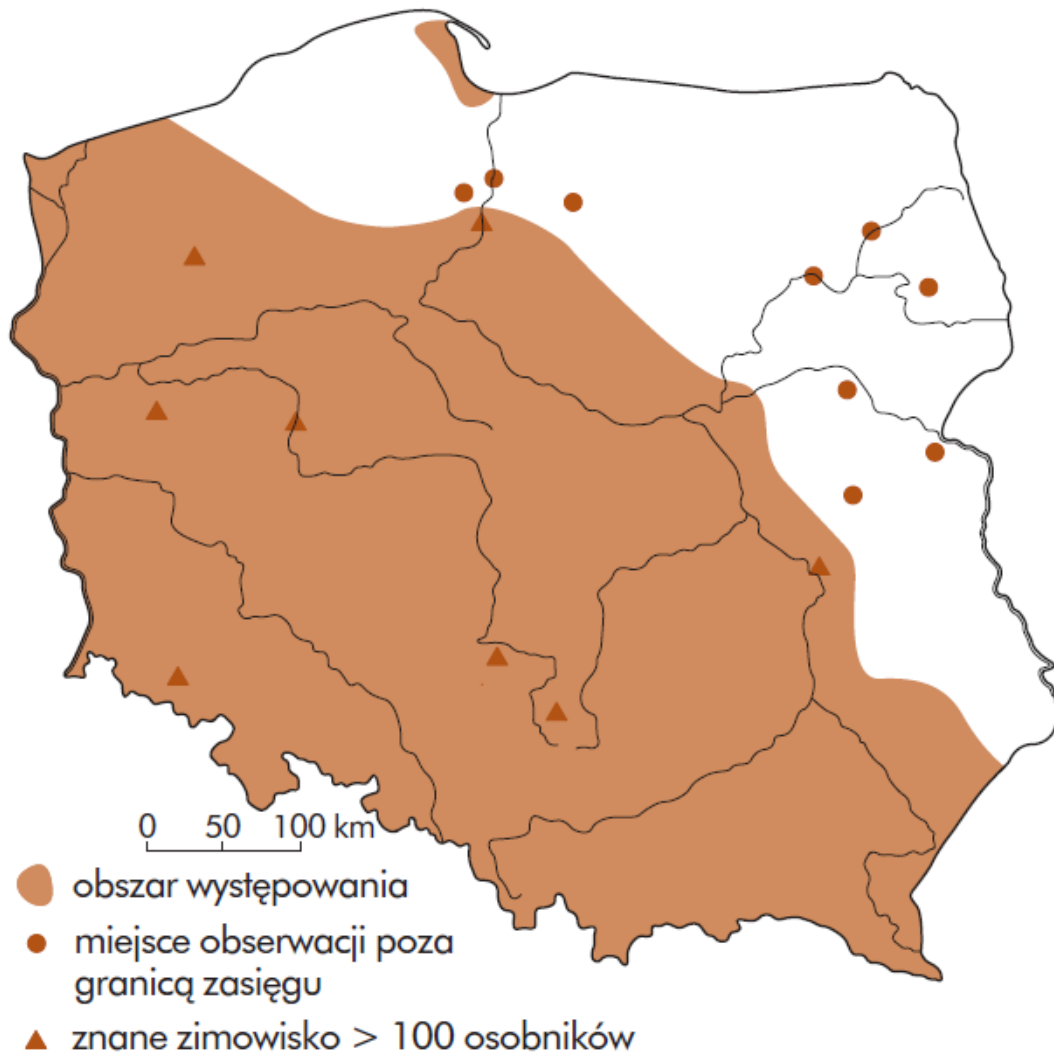 0 50 100 km
obszar występowania
miejsce obserwacji poza
granicą zasięgu
znane zimowisko > 100 osobników